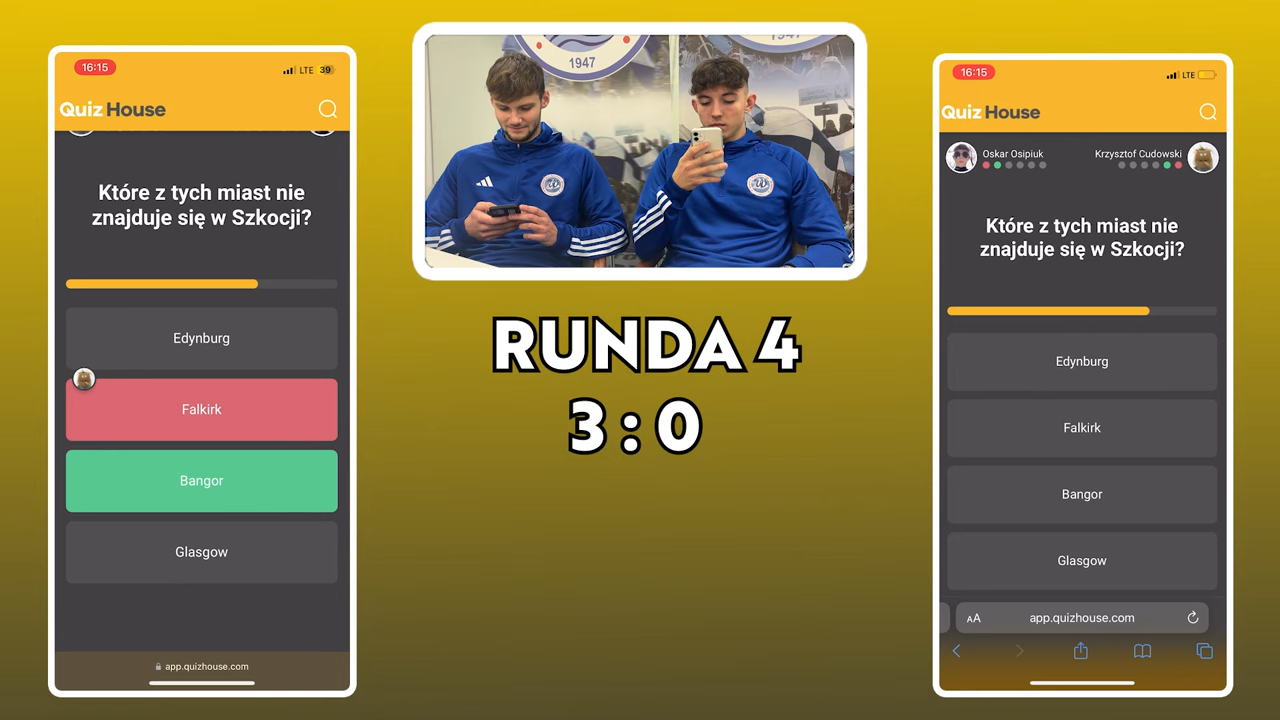 16:15
LTE 39
Quiz House
Które z tych miast nie
znajduje się w Szkocji?
Edynburg
Falkirk
Bangor
Glasgow
app.quizhouse.com
1947
1947
RUNDA 4
3 : 0
16:15
LTE
Quiz House
Oskar Osipiuk
Krzysztof Cudowski
Które z tych miast nie
znajduje się w Szkocji?
Edynburg
Falkirk
Bangor
Glasgow
AA
app.quizhouse.com